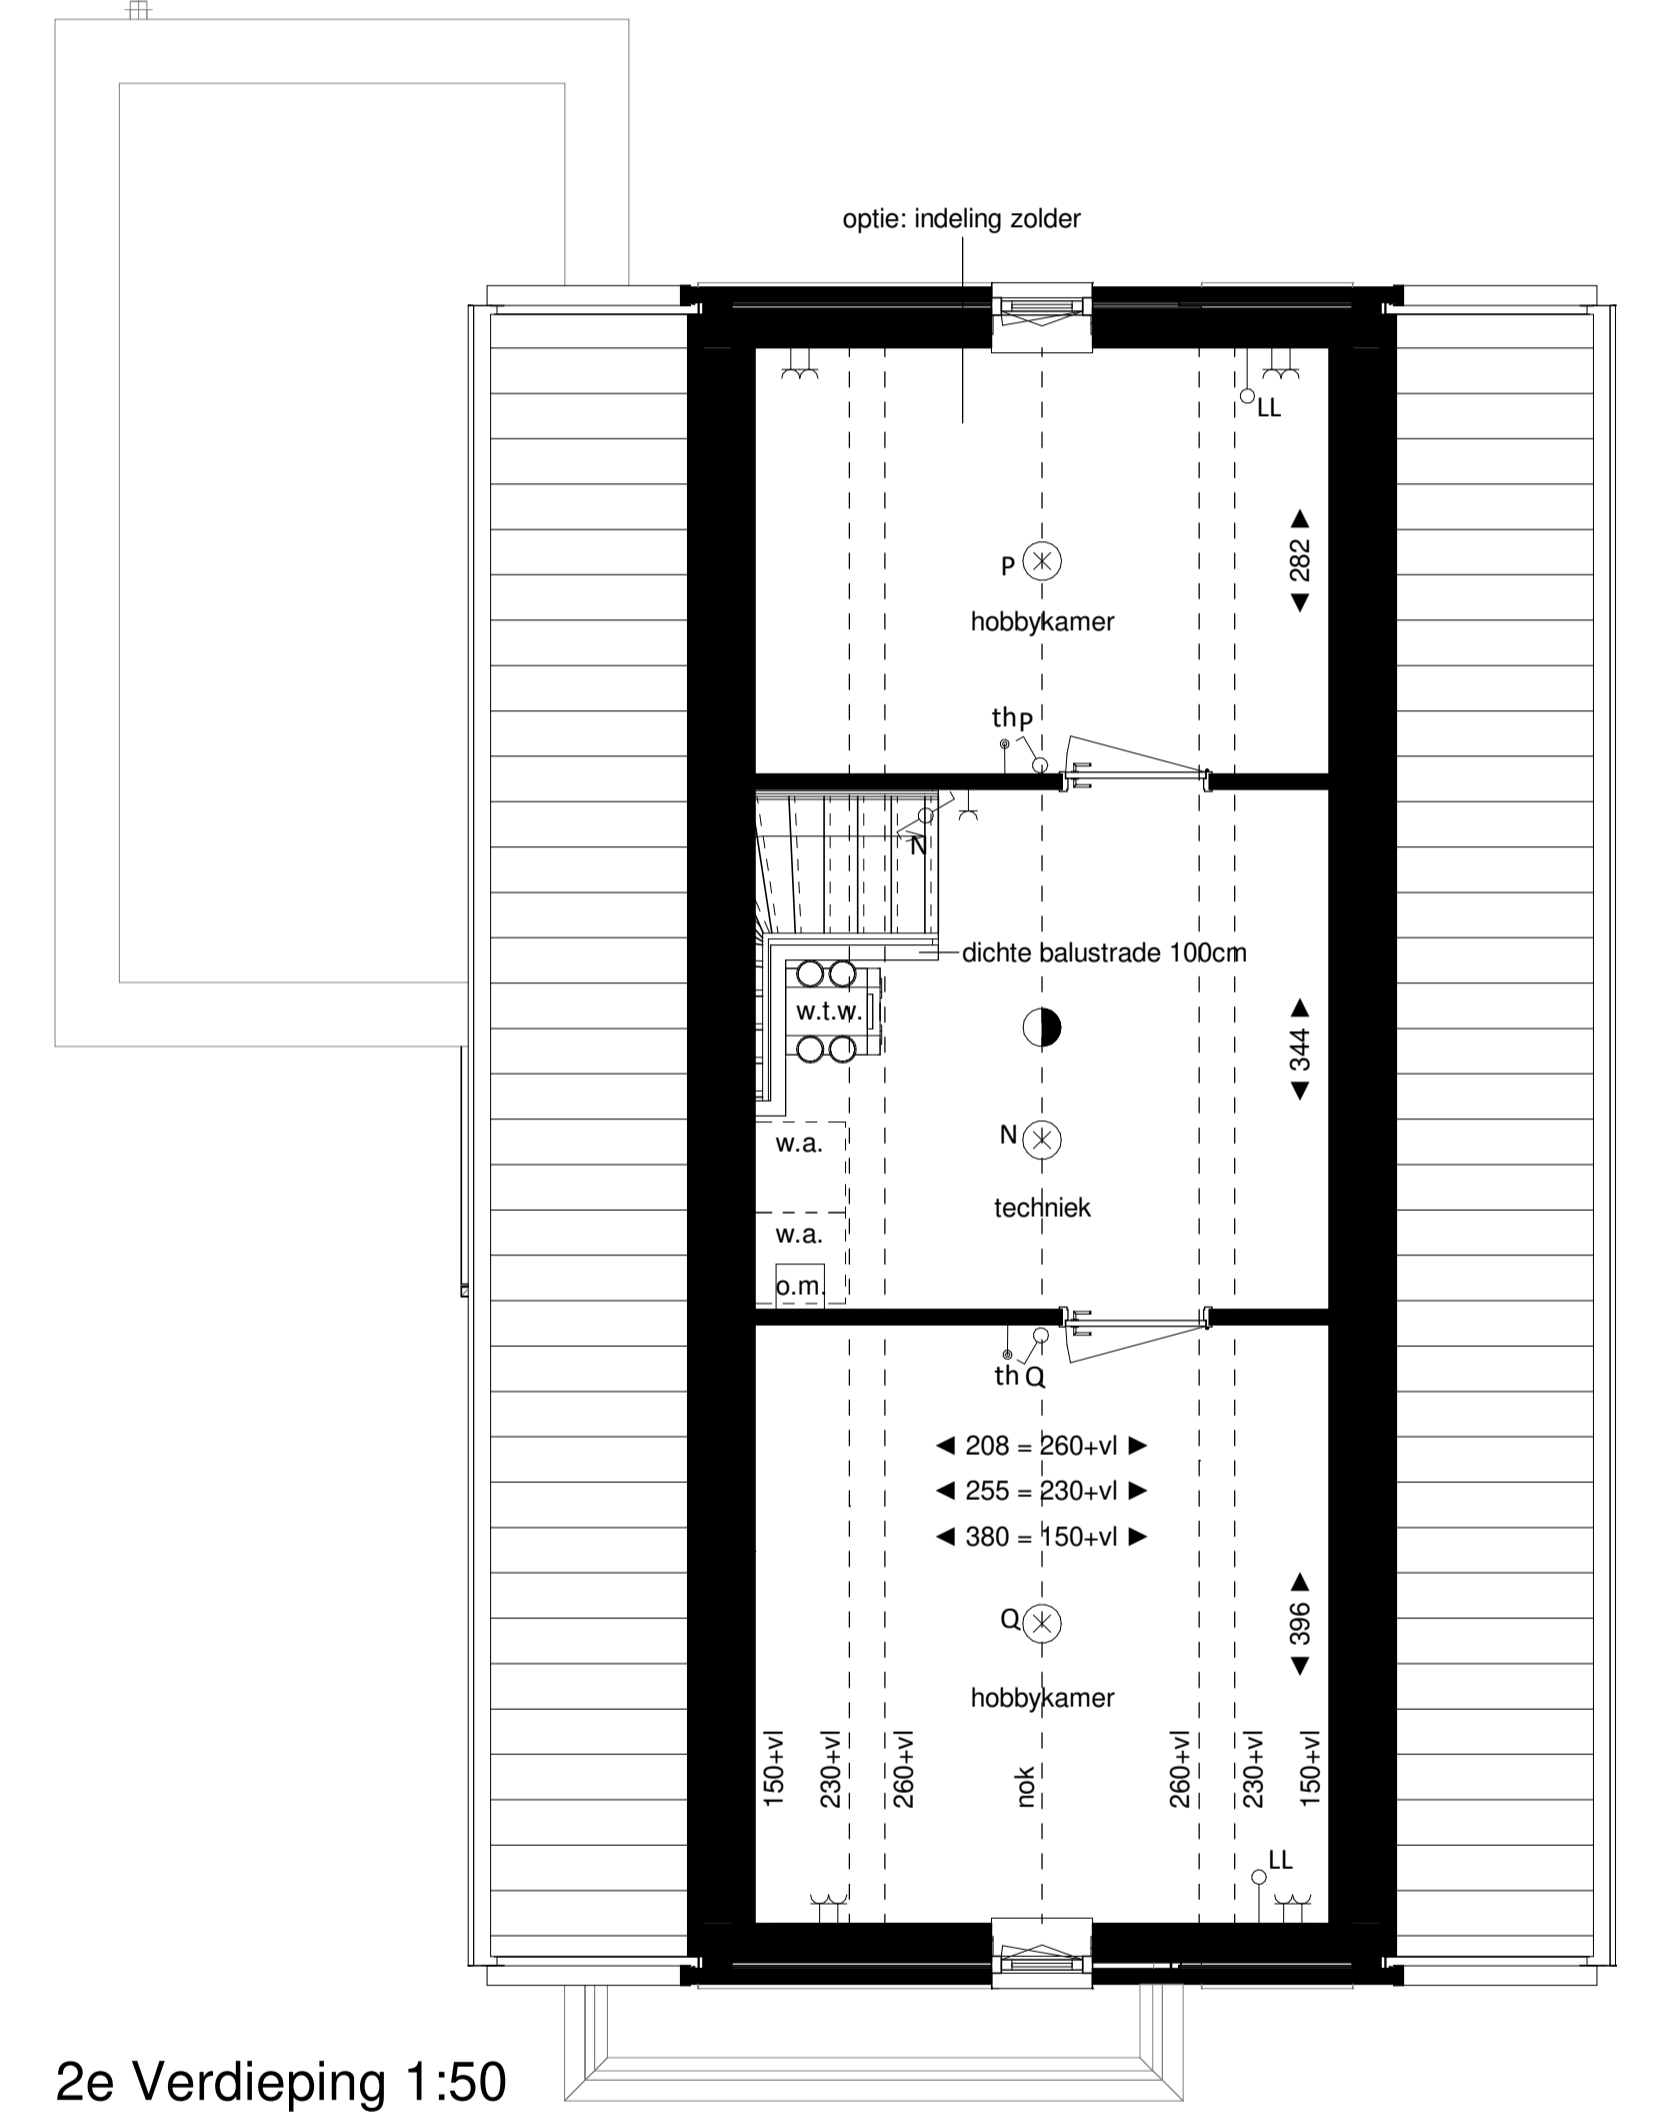 optie: indeling zolder
LL
P
282
hobbykamer
th P
N
dichte balustrade 100cm
w.t.w.
344
w.a.
N
techniek
w.a.
o.m.
th Q
◄ 208 = 260+vl ►
◄ 255 = 230+vl ►
◄ 380 = 150+vl ►
Q
396
hobbykamer
150+vl
230+vl
260+vl
nok
260+vl
230+vl
150+vl
LL
2e Verdieping 1:50